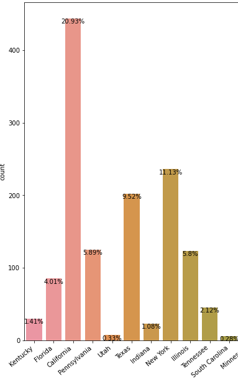 20.93%
400
300
11.13%
9.52%
200
5.89%
5.8%
100
4.01%
2.12%
1.41%
1.08%
0.33%
0.28%
0
count
Kentucky
Florida
California
Pennsylvania
Utah
Texas
Indiana
New York
Illinois
Tennessee
South Carolina
Minne